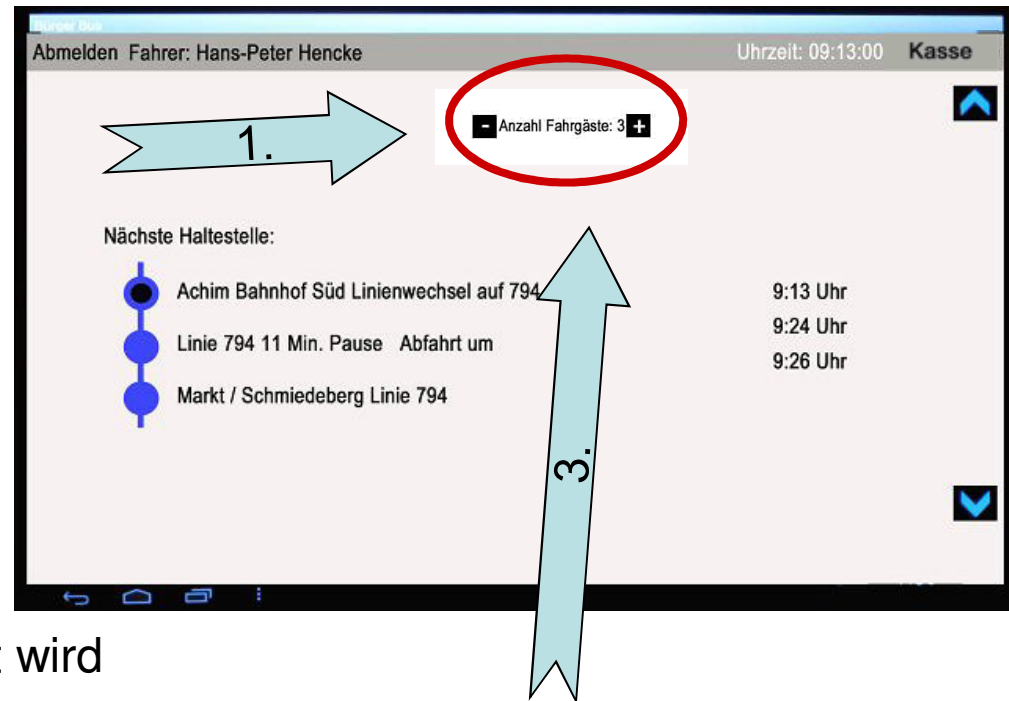 Bürger Bus
Abmelden Fahrer: Hans-Peter Hencke Uhrzeit: 09:13:00 Kasse
1.
- Anzahl Fahrgäste: 3 +
Nächste Haltestelle:
Achim Bahnhof Süd Linienwechsel auf 794 9:13 Uhr
Linie 794 11 Min. Pause Abfahrt um 9:24 Uhr
9:26 Uhr
Markt / Schmiedeberg Linie 794
3.
wird